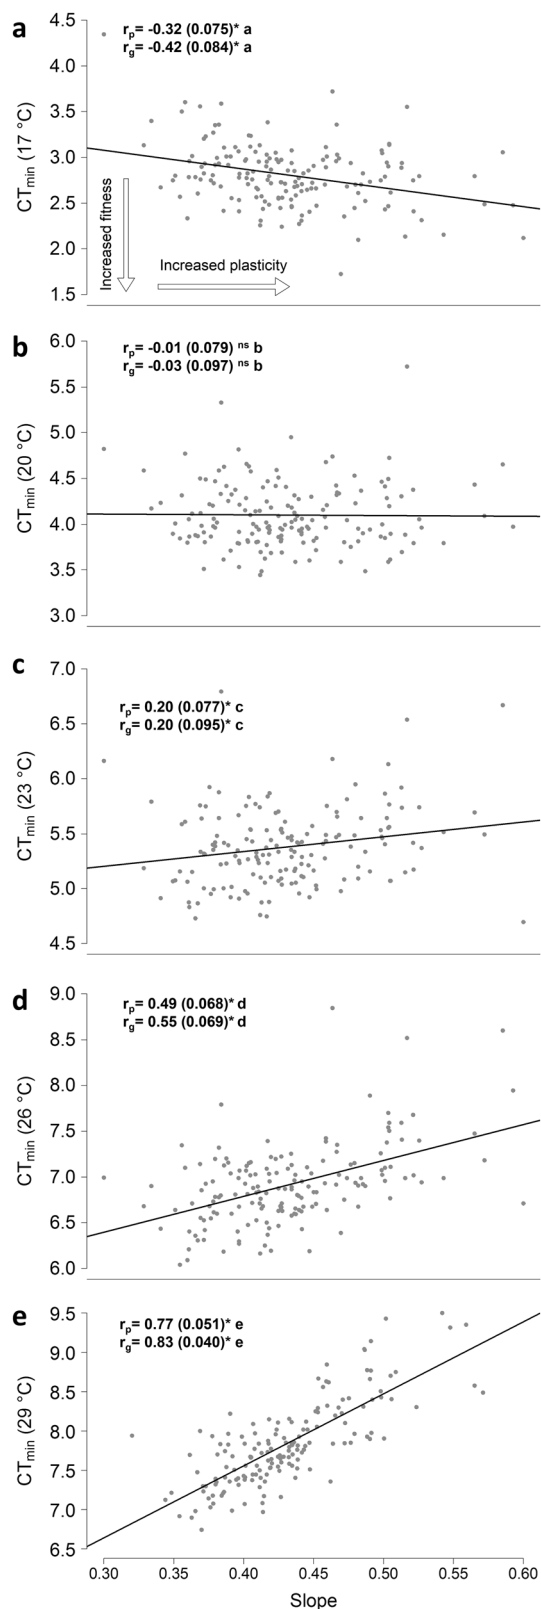 a
r_p= -0.32 (0.075)* a
r_g= -0.42 (0.084)* a
4.5
4.0
3.5
3.0
2.5
2.0
1.5
CT_min (17 °C)
Increased fitness
Increased plasticity
b
r_p= -0.01 (0.079) ^ns b
r_g= -0.03 (0.097) ^ns b
6.0
5.5
5.0
4.5
4.0
3.5
3.0
CT_min (20 °C)
c
r_p= 0.20 (0.077)* c
r_g= 0.20 (0.095)* c
7.0
6.5
6.0
5.5
5.0
4.5
CT_min (23 °C)
d
r_p= 0.49 (0.068)* d
r_g= 0.55 (0.069)* d
9.0
8.5
8.0
7.5
7.0
6.5
6.0
CT_min (26 °C)
e
r_p= 0.77 (0.051)* e
r_g= 0.83 (0.040)* e
9.5
9.0
8.5
8.0
7.5
7.0
6.5
CT_min (29 °C)
0.30 0.35 0.40 0.45 0.50 0.55 0.60
Slope